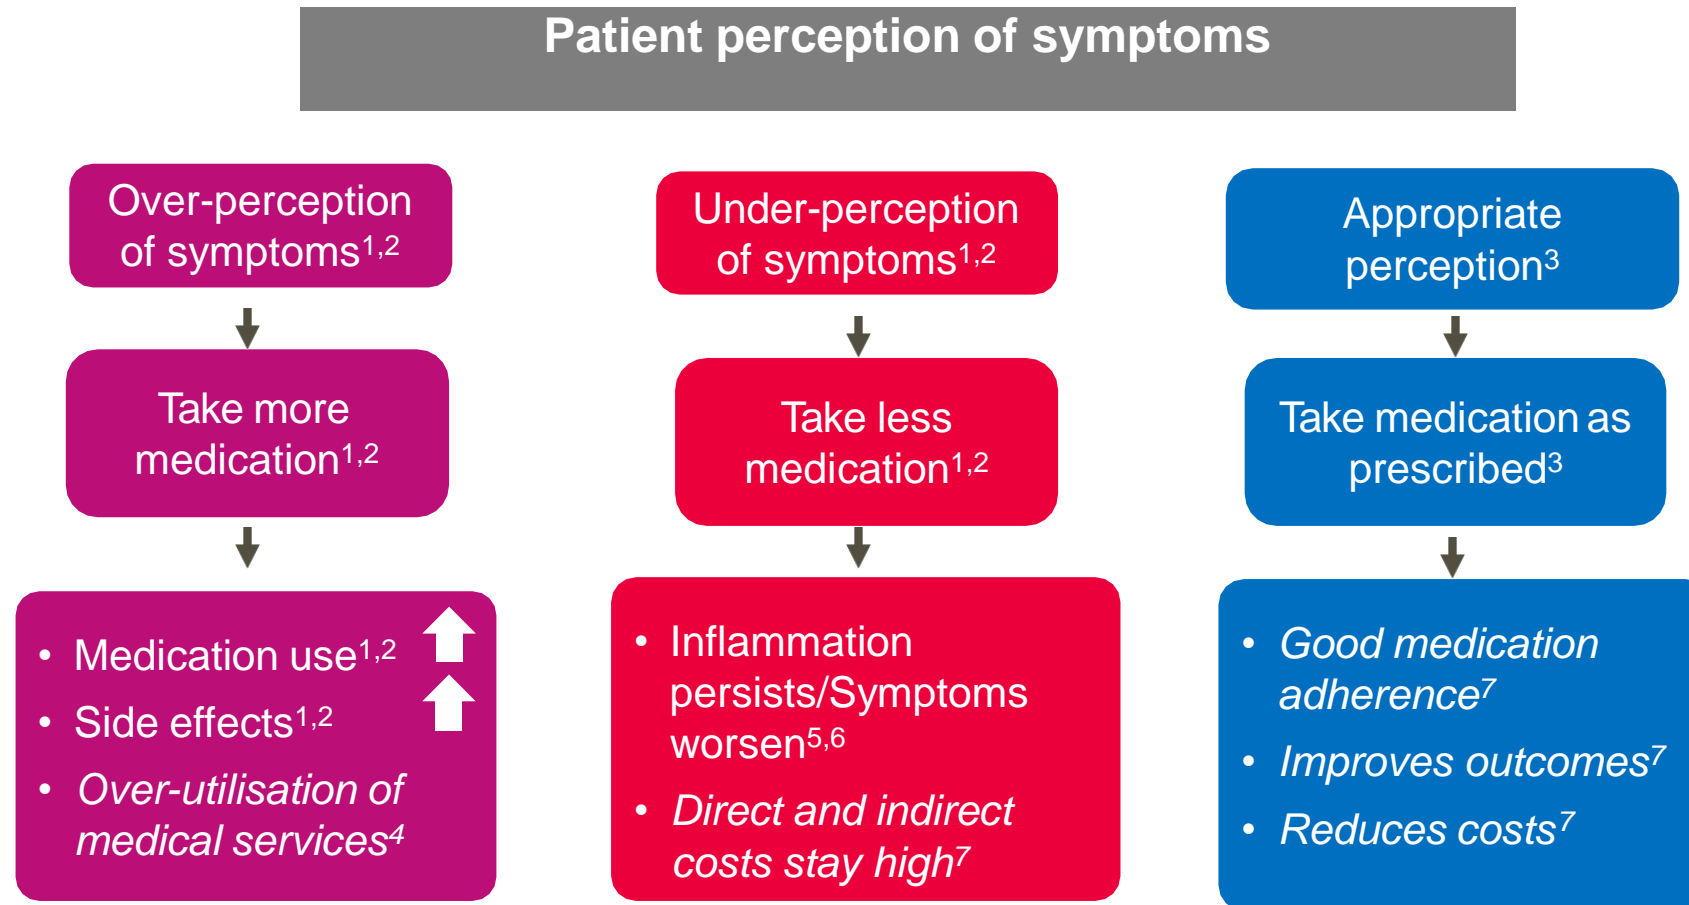 Patient perception of symptoms
Over-perception
of symptoms1,2
Take more
medication1,2
• Medication use1,2
• Side effects1,2
• Over-utilisation of
medical services4
Under-perception
of symptoms1,2
Take less
medication1,2
• Inflammation
persists/Symptoms
worsen5,6
• Direct and indirect
costs stay high7
Appropriate
perception3
Take medication as
prescribed3
• Good medication
adherence7
• Improves outcomes7
• Reduces costs7